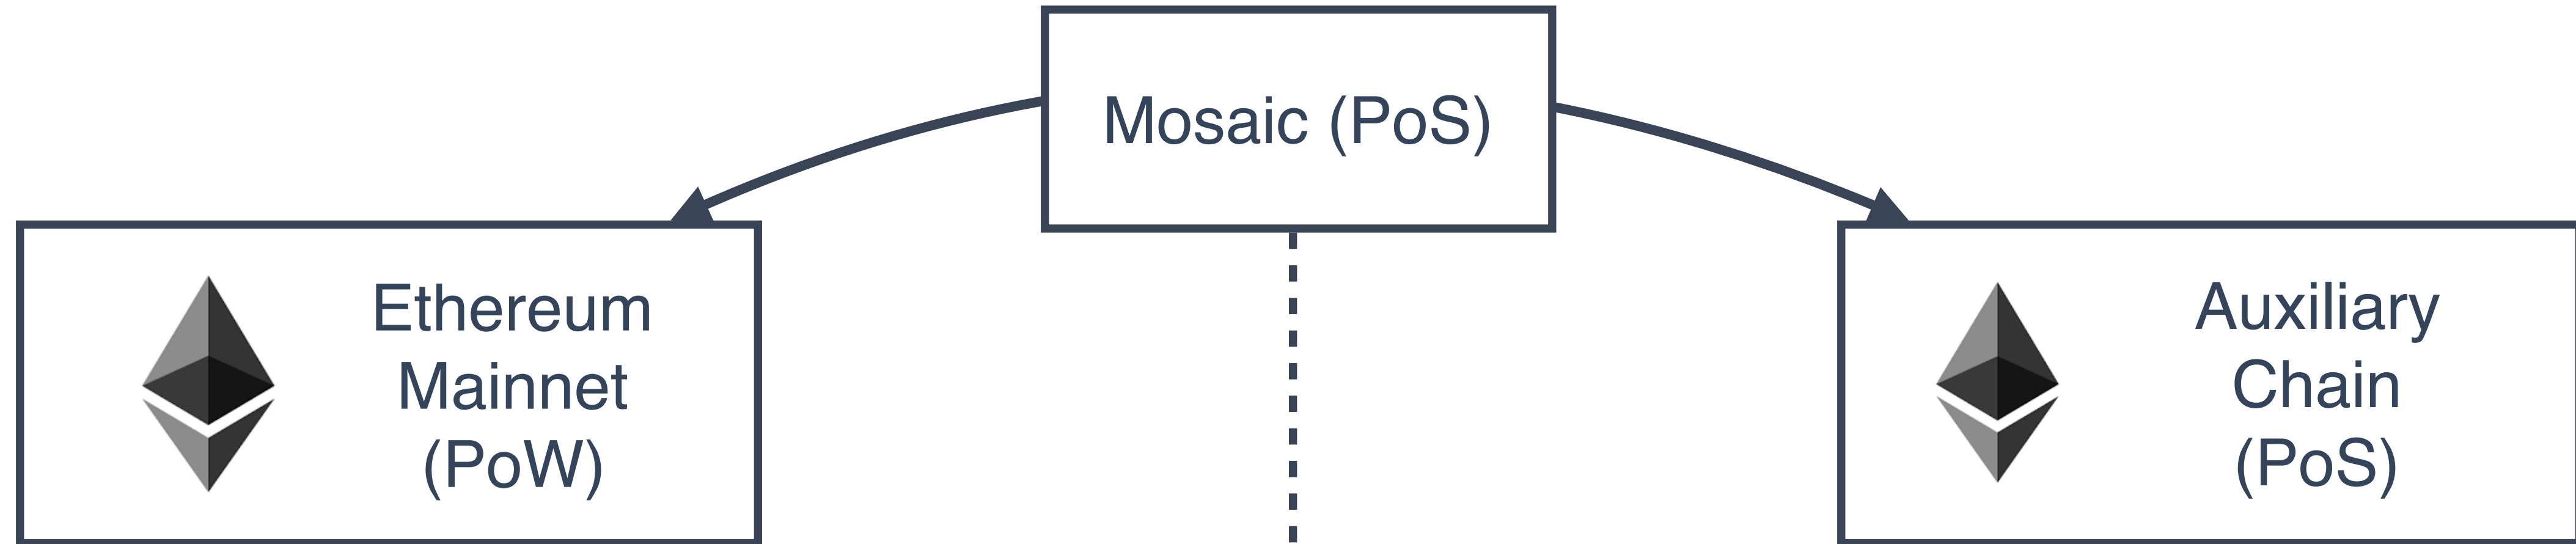 Mosaic (PoS)
Ethereum
Mainnet
(PoW)
Auxiliary
Chain
(PoS)